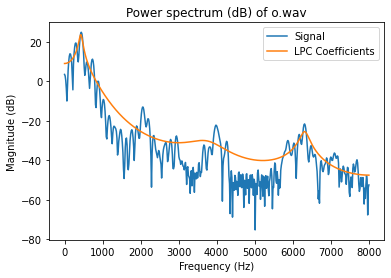 Power spectrum (dB) of o.wav
Signal
LPC Coefficients
Magnitude (dB)
20
0
−20
−40
−60
−80
0 1000 2000 3000 4000 5000 6000 7000 8000
Frequency (Hz)